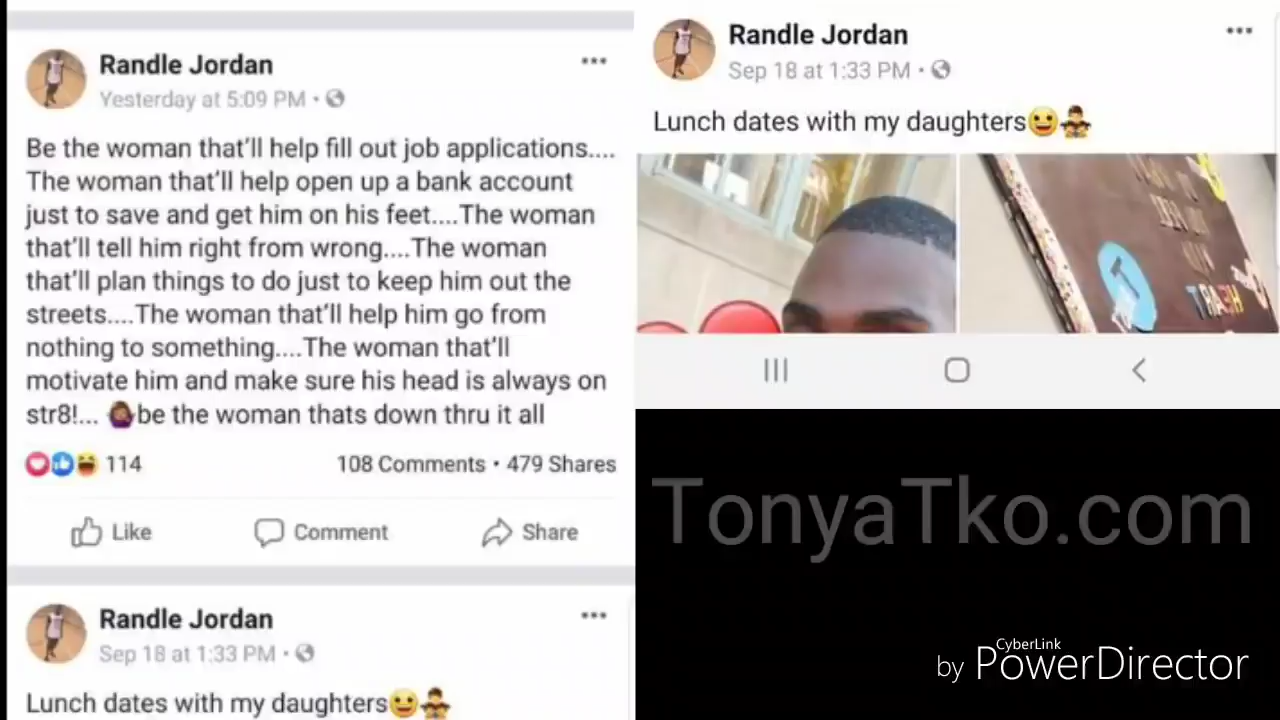 Randle Jordan
Yesterday at 5:09 PM •
Be the woman that'll help fill out job applications....
The woman that'll help open up a bank account
just to save and get him on his feet....The woman
that'll tell him right from wrong....The woman
that'll plan things to do just to keep him out the
streets....The woman that'll help him go from
nothing to something....The woman that'll
motivate him and make sure his head is always on
str8!... 🤷🏾‍♀️be the woman thats down thru it all
114
108 Comments • 479 Shares
Like Comment Share
Randle Jordan
Sep 18 at 1:33 PM •
Lunch dates with my daughters😀
Randle Jordan
Sep 18 at 1:33 PM •
Lunch dates with my daughters😀
TonyaTko.com
CyberLink
by PowerDirector